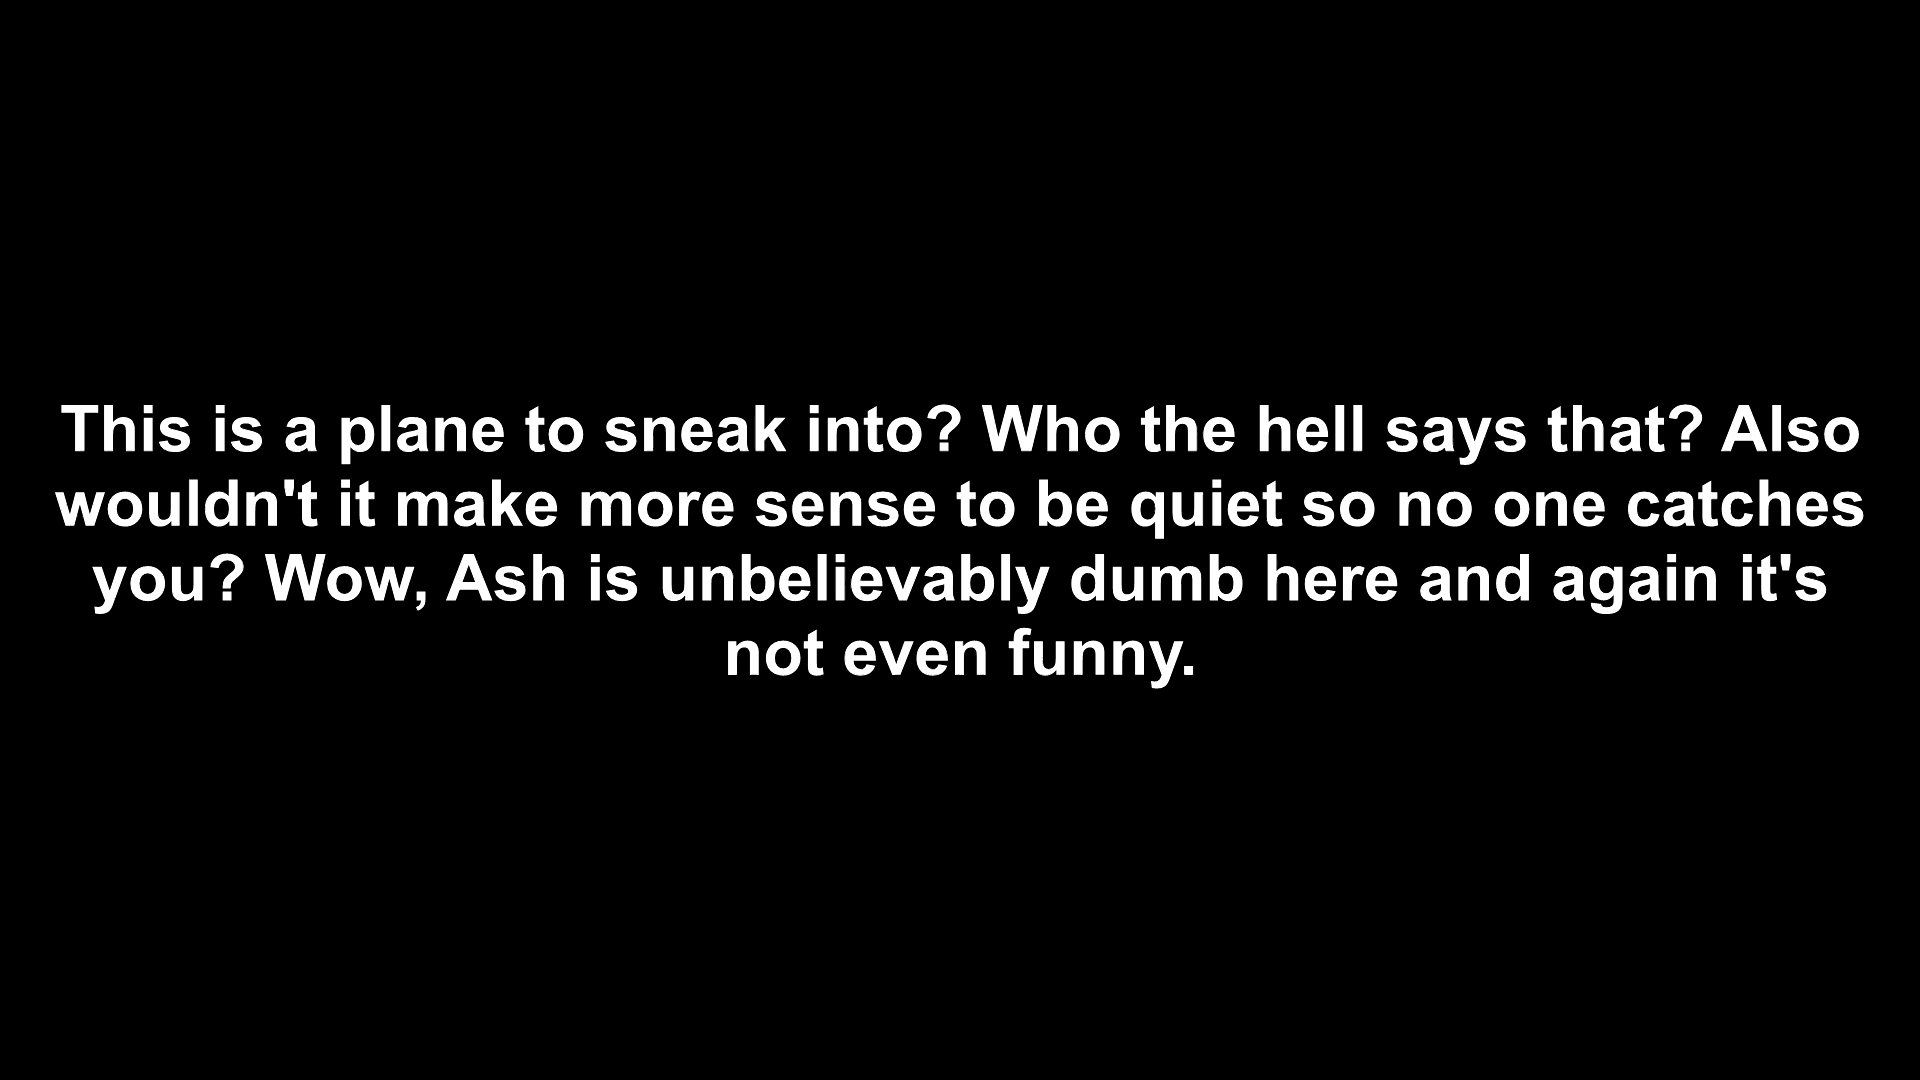 This is a plane to sneak into? Who the hell says that? Also
wouldn't it make more sense to be quiet so no one catches
you? Wow, Ash is unbelievably dumb here and again it's
not even funny.